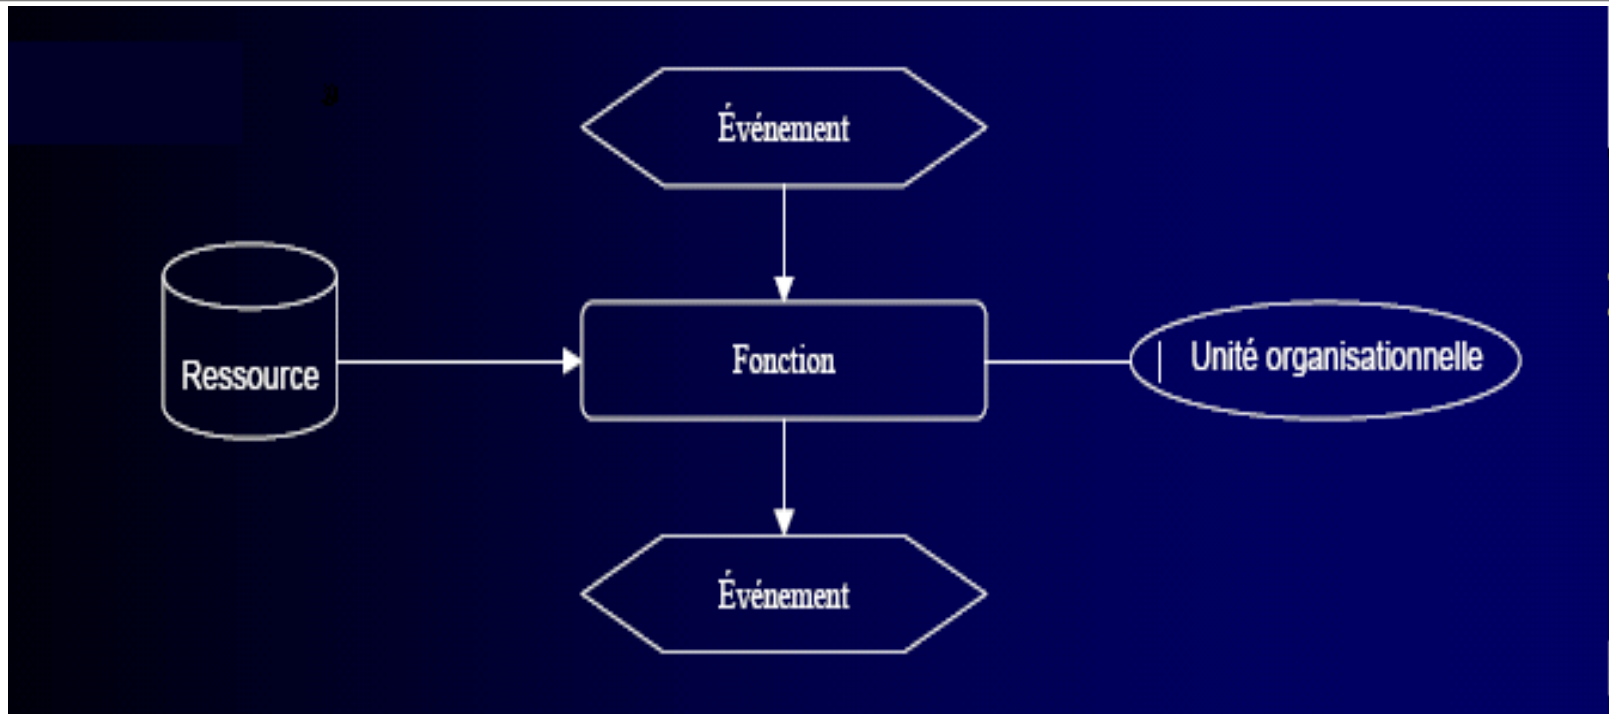 Événement
Ressource
Fonction
Unité organisationnelle
Événement